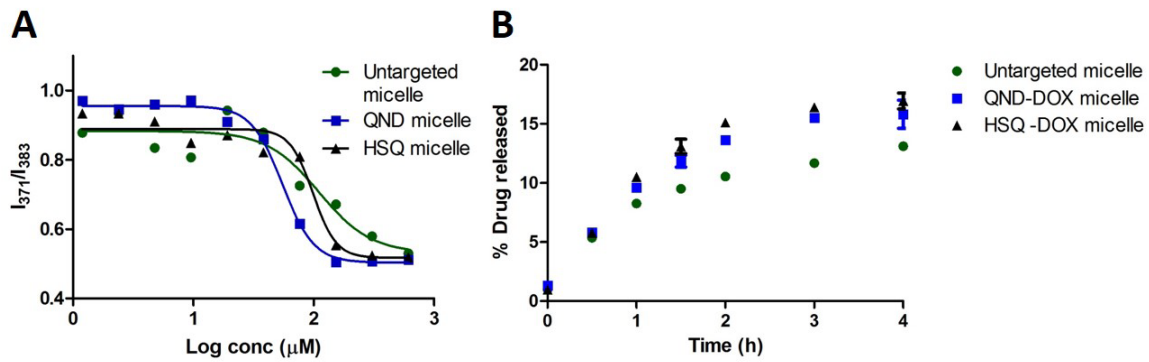 A
1.0
0.8
0.6
0.4
0
1
2
3
I371/I383
Log conc (μM)
Untargeted
micelle
QND micelle
HSQ micelle
B
20
15
10
5
0
0
1
2
3
4
% Drug released
Time (h)
Untargeted micelle
QND-DOX micelle
HSQ -DOX micelle